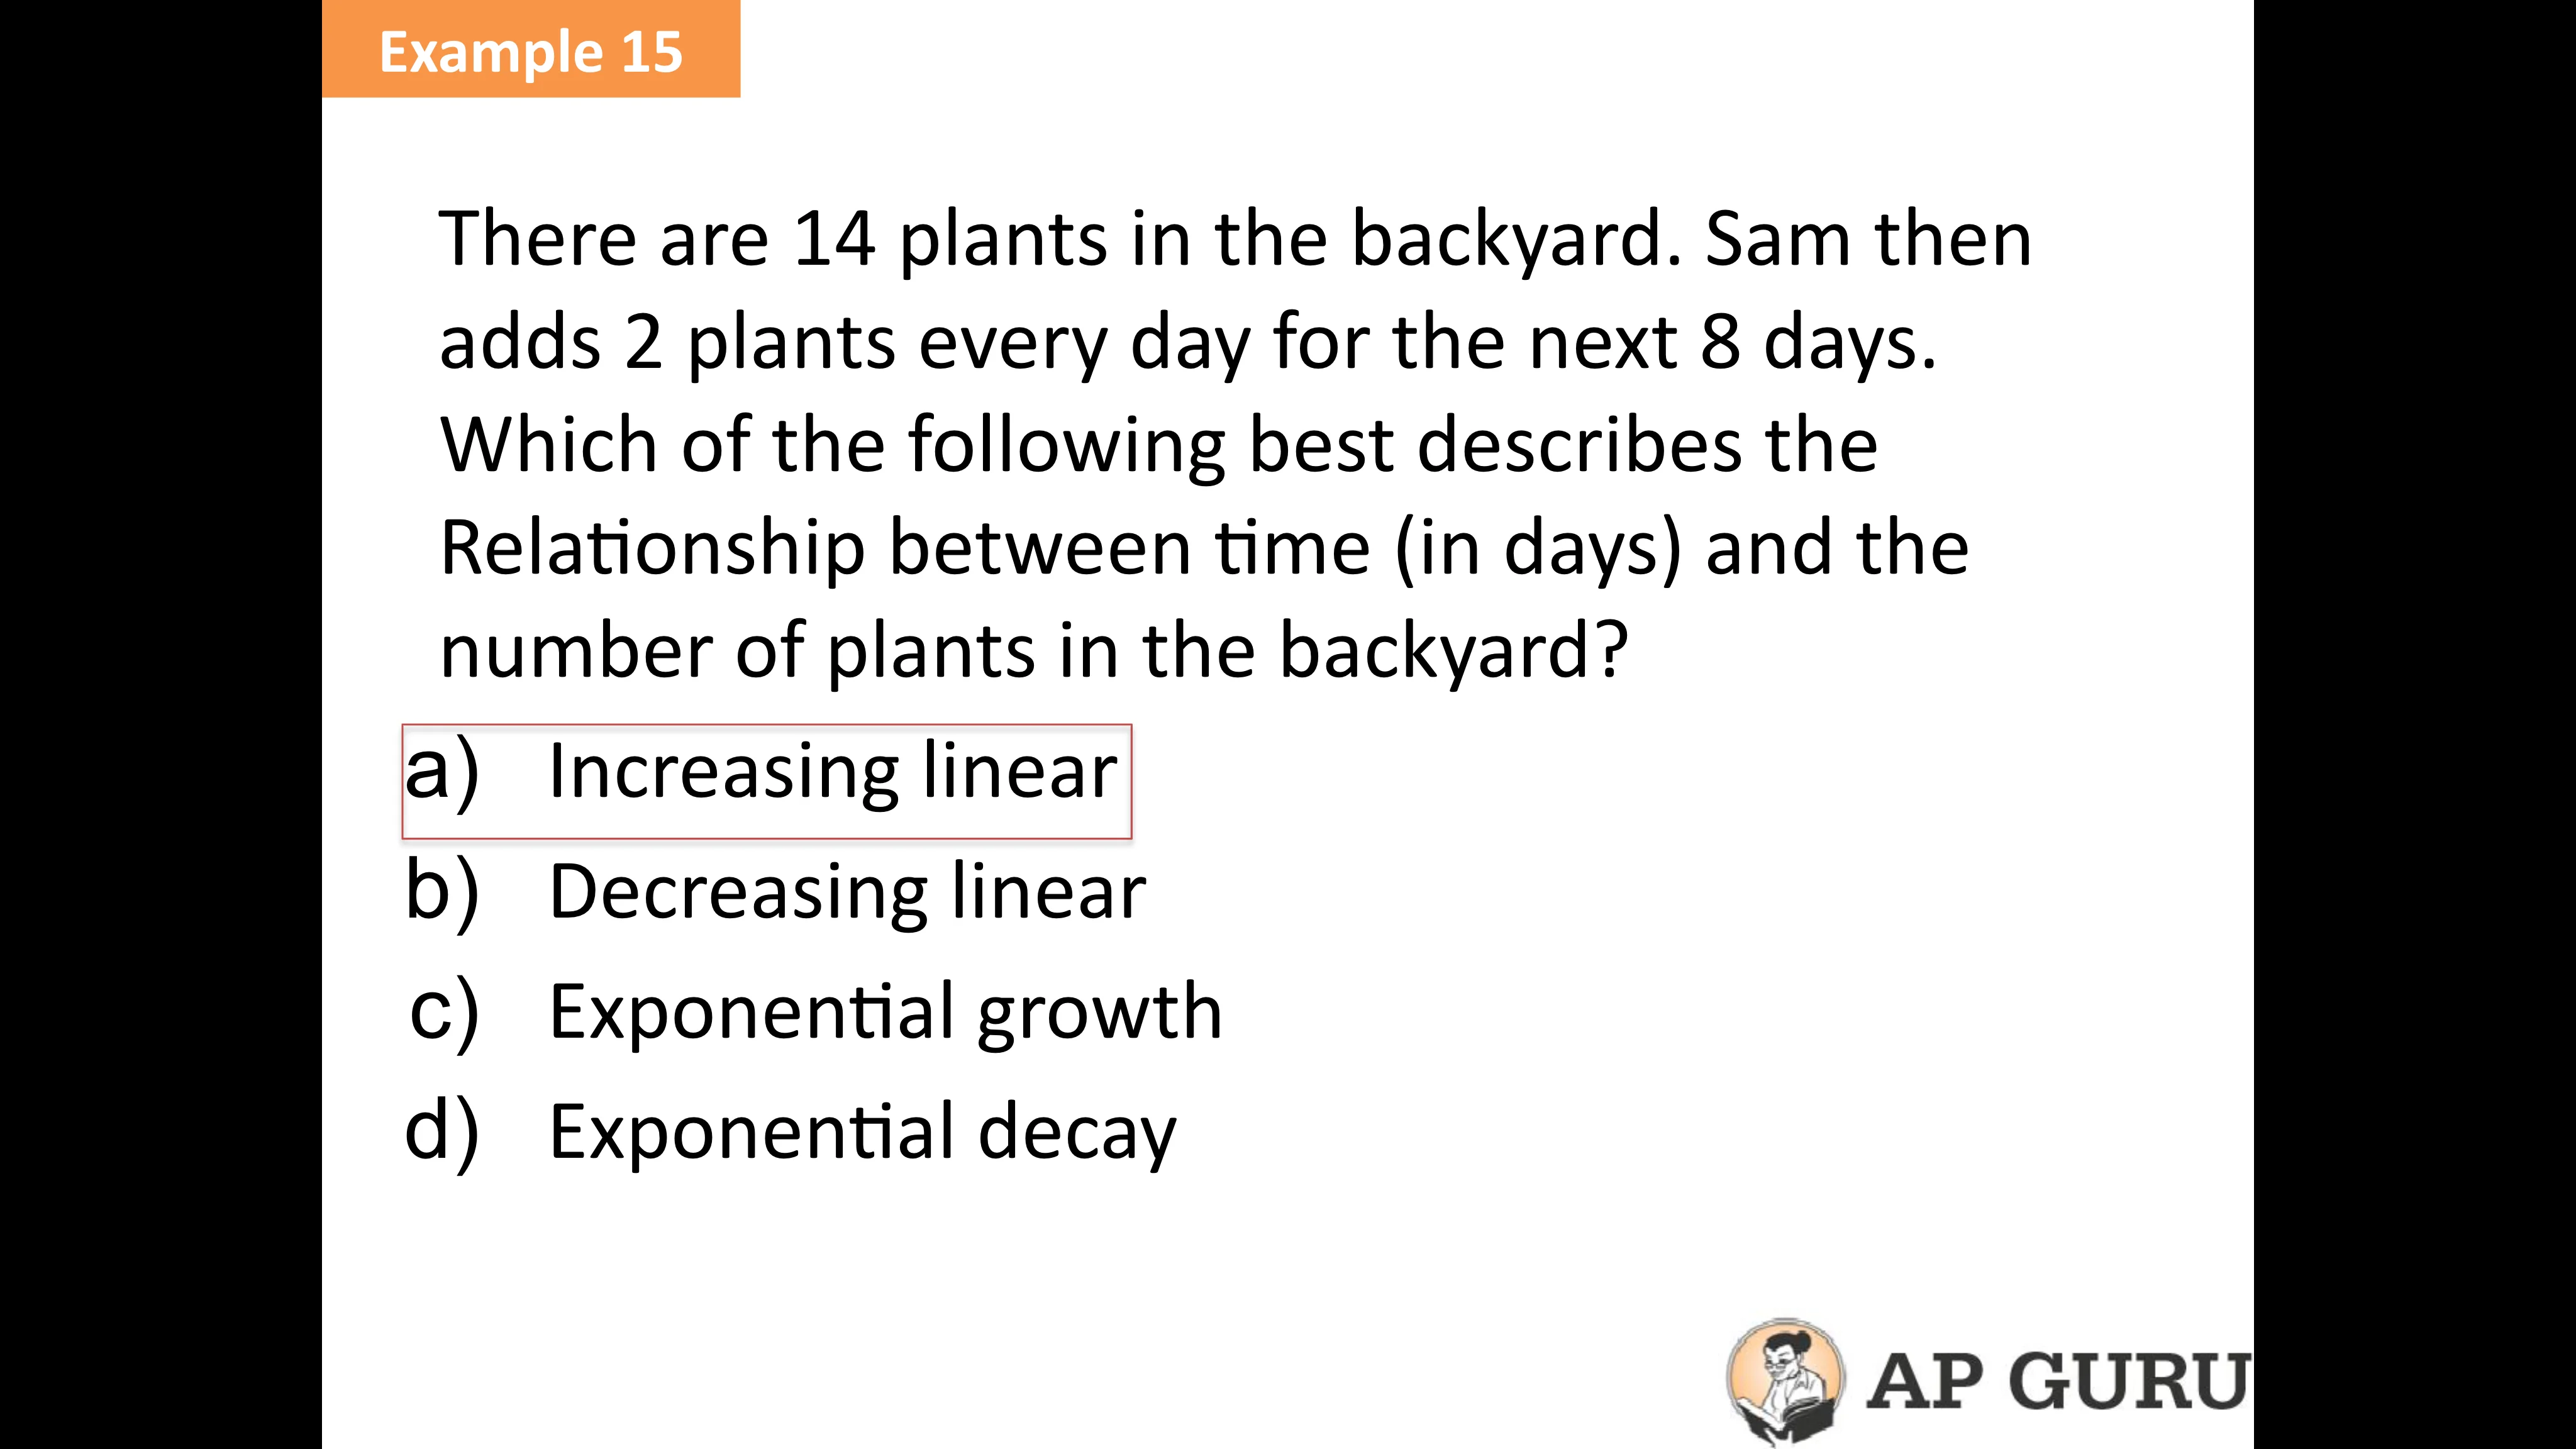 Example 15
There are 14 plants in the backyard. Sam then
adds 2 plants every day for the next 8 days.
Which of the following best describes the
Relationship between time (in days) and the
number of plants in the backyard?
a) Increasing linear
b) Decreasing linear
c) Exponential growth
d) Exponential decay
AP GURU